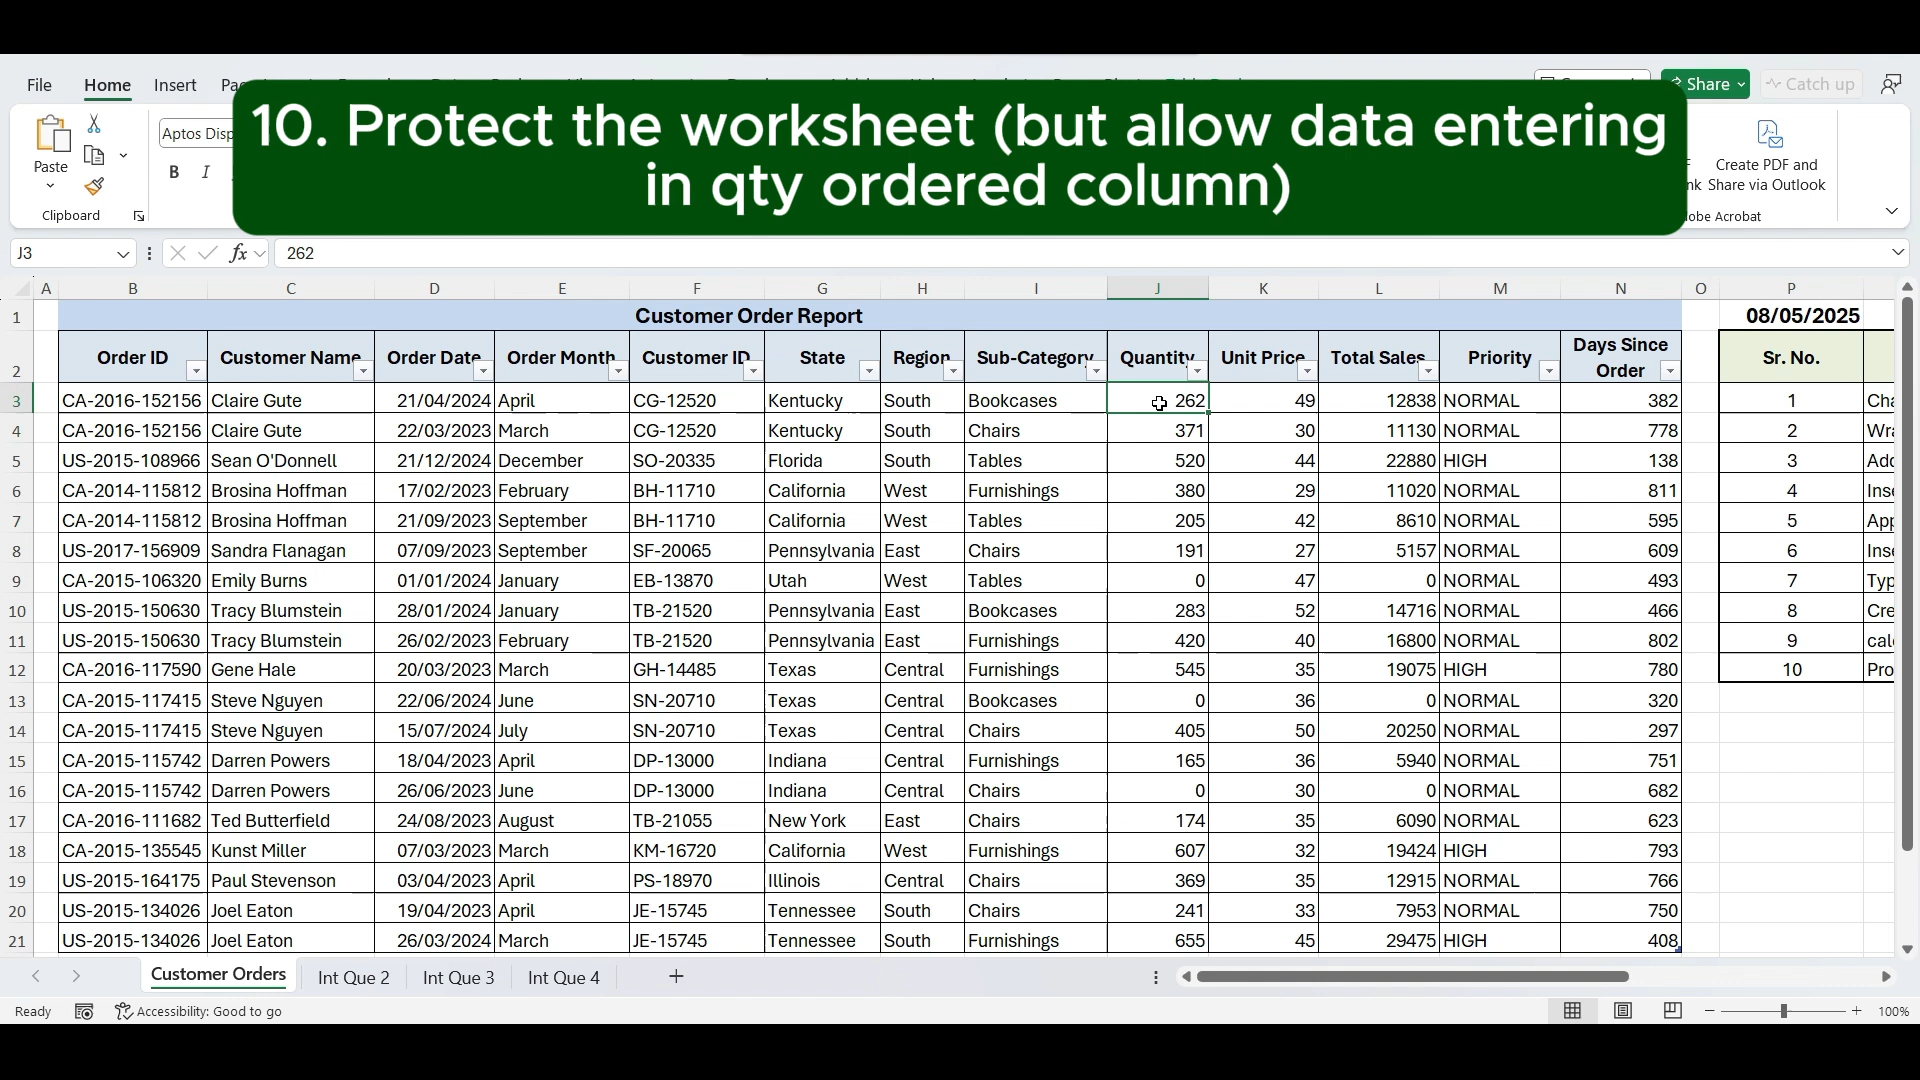 File Home Insert
10. Protect the worksheet (but allow data entering
in qty ordered column)
Share Catch up
Paste
Clipboard
Aptos Disp
B I
Create PDF and
Share via Outlook
J3 fx 262
A B C D E F G H I J K L M N O P
1 Customer Order Report 08/05/2025
2 Order ID Customer Name Order Date Order Month Customer ID State Region Sub-Category Quantity Unit Price Total Sales Priority Days Since Order Sr. No.
3 CA-2016-152156 Claire Gute 21/04/2024 April CG-12520 Kentucky South Bookcases 262 49 12838 NORMAL 382 1 Cha
4 CA-2016-152156 Claire Gute 22/03/2023 March CG-12520 Kentucky South Chairs 371 30 11130 NORMAL 778 2 Wra
5 US-2015-108966 Sean O'Donnell 21/12/2024 December SO-20335 Florida South Tables 520 44 22880 HIGH 138 3 Add
6 CA-2014-115812 Brosina Hoffman 17/02/2023 February BH-11710 California West Furnishings 380 29 11020 NORMAL 811 4 Inse
7 CA-2014-115812 Brosina Hoffman 21/09/2023 September BH-11710 California West Tables 205 42 8610 NORMAL 595 5 App
8 US-2017-156909 Sandra Flanagan 07/09/2023 September SF-20065 Pennsylvania East Chairs 191 27 5157 NORMAL 609 6 Inse
9 CA-2015-106320 Emily Burns 01/01/2024 January EB-13870 Utah West Tables 0 47 0 NORMAL 493 7 Typ
10 US-2015-150630 Tracy Blumstein 28/01/2024 January TB-21520 Pennsylvania East Bookcases 283 52 14716 NORMAL 466 8 Cre
11 US-2015-150630 Tracy Blumstein 26/02/2023 February TB-21520 Pennsylvania East Furnishings 420 40 16800 NORMAL 802 9 cal
12 CA-2016-117590 Gene Hale 20/03/2023 March GH-14485 Texas Central Furnishings 545 35 19075 HIGH 780 10 Pro
13 CA-2015-117415 Steve Nguyen 22/06/2024 June SN-20710 Texas Central Bookcases 0 36 0 NORMAL 320
14 CA-2015-117415 Steve Nguyen 15/07/2024 July SN-20710 Texas Central Chairs 405 50 20250 NORMAL 297
15 CA-2015-115742 Darren Powers 18/04/2023 April DP-13000 Indiana Central Furnishings 165 36 5940 NORMAL 751
16 CA-2015-115742 Darren Powers 26/06/2023 June DP-13000 Indiana Central Chairs 0 30 0 NORMAL 682
17 CA-2016-111682 Ted Butterfield 24/08/2023 August TB-21055 New York East Chairs 174 35 6090 NORMAL 623
18 CA-2015-135545 Kunst Miller 07/03/2023 March KM-16720 California West Furnishings 607 32 19424 HIGH 793
19 US-2015-164175 Paul Stevenson 03/04/2023 April PS-18970 Illinois Central Chairs 369 35 12915 NORMAL 766
20 US-2015-134026 Joel Eaton 19/04/2023 April JE-15745 Tennessee South Chairs 241 33 7953 NORMAL 750
21 US-2015-134026 Joel Eaton 26/03/2024 March JE-15745 Tennessee South Furnishings 655 45 29475 HIGH 408
Customer Orders Int Que 2 Int Que 3 Int Que 4
Ready Accessibility: Good to go 100%